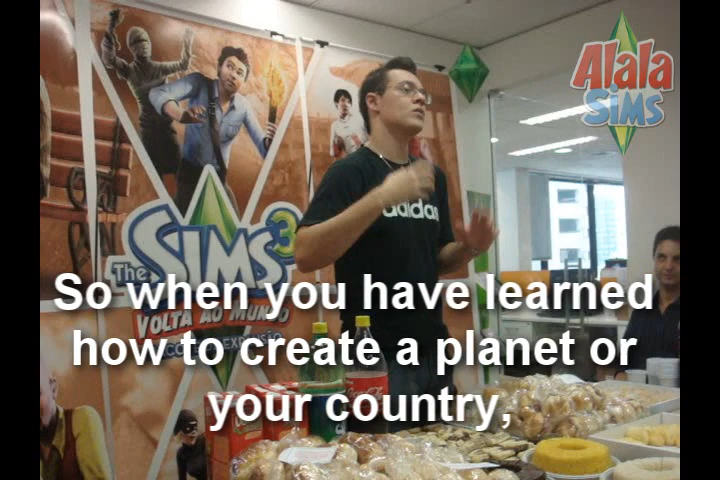 Alala
Sims
adidas
The
SIMS 3
VOLTA AO MUNDO
So when you have learned
how to create a planet or
your country,